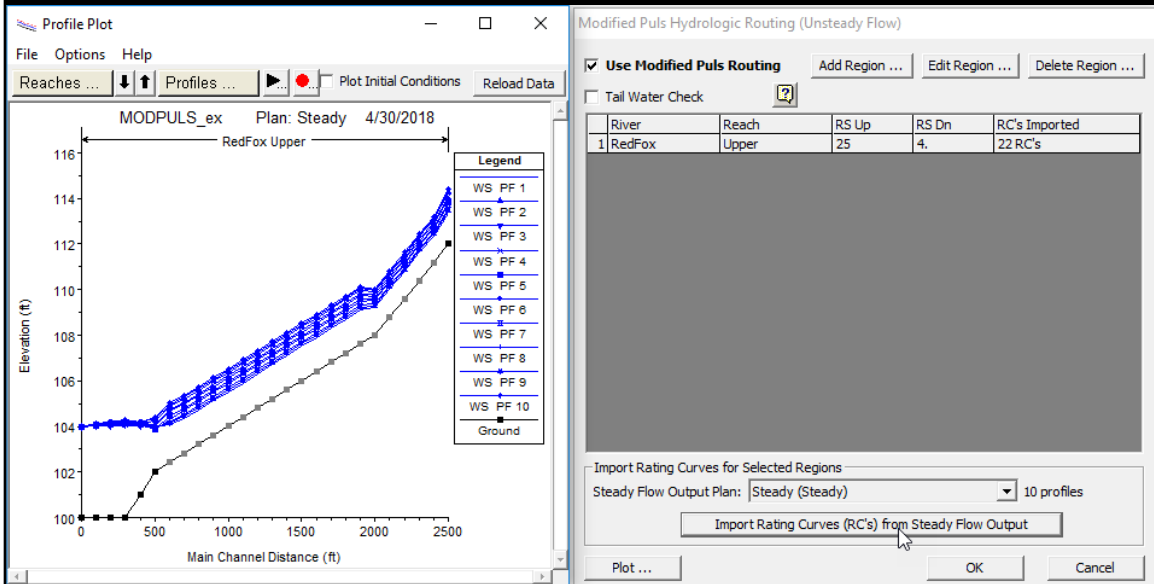 Profile Plot
File Options Help
Reaches ... Profiles ... Plot Initial Conditions Reload Data
MODPULS_ex Plan: Steady 4/30/2018
RedFox Upper
116
114
112
110
108
106
104
102
100
Elevation (ft)
0 500 1000 1500 2000 2500
Main Channel Distance (ft)
Legend
WS PF 1
WS PF 2
WS PF 3
WS PF 4
WS PF 5
WS PF 6
WS PF 7
WS PF 8
WS PF 9
WS PF 10
Ground
Modified Puls Hydrologic Routing (Unsteady Flow)
Use Modified Puls Routing Add Region ... Edit Region ... Delete Region ...
Tail Water Check ?
River Reach RS Up RS Dn RC's Imported
1 RedFox Upper 25 4. 22 RC's
Import Rating Curves for Selected Regions
Steady Flow Output Plan: Steady (Steady) 10 profiles
Import Rating Curves (RC's) from Steady Flow Output
Plot ... OK Cancel